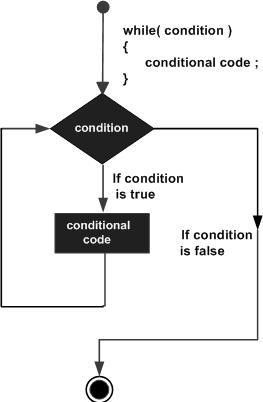 while( condition )
{
conditional code ;
}
condition
If condition
is true
conditional
code
If condition
is false